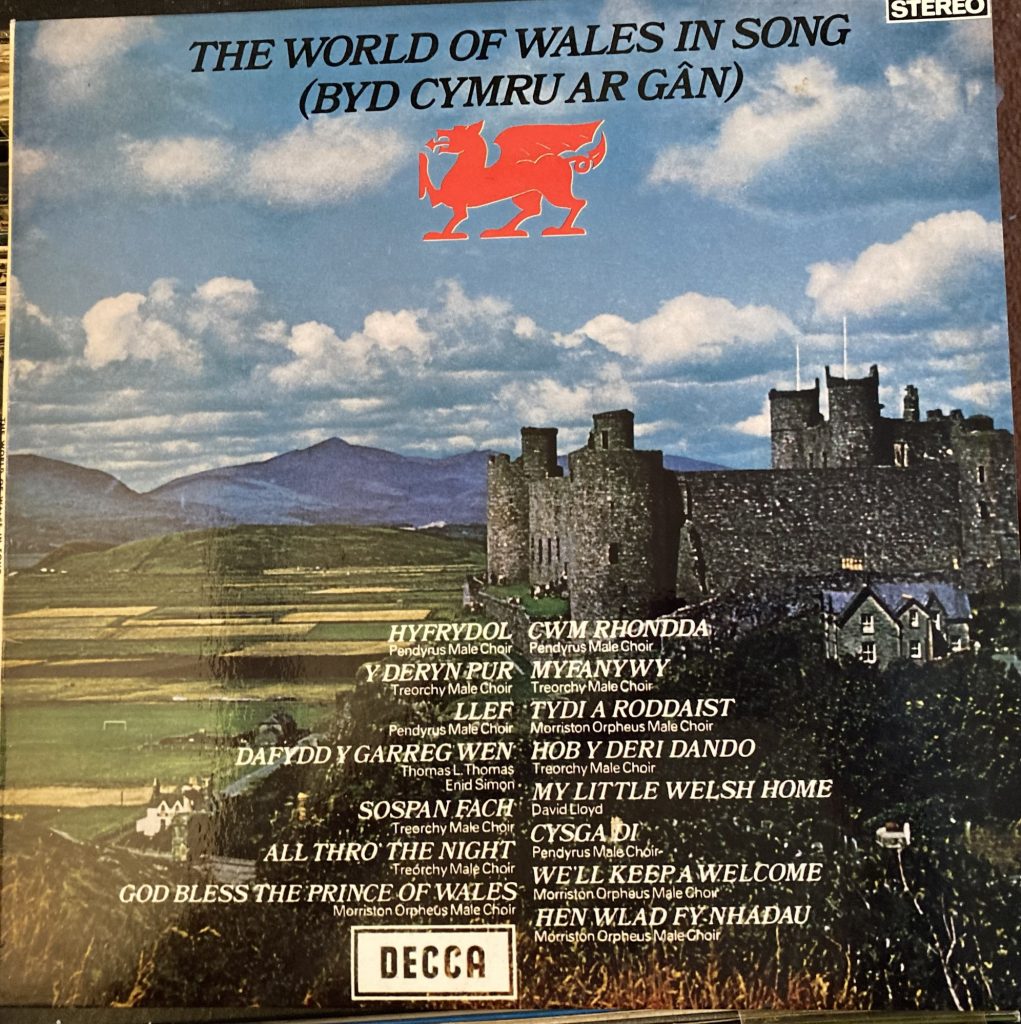 STEREO
THE WORLD OF WALES IN SONG
(BYD CYMRU AR GÂN)
HYFRYDOL
Pendyrus Male Choir
Y DERYN PUR
Treorchy Male Choir
LLEF
Pendyrus Male Choir
DAFYDD Y GARREG WEN
Thomas L. Thomas
Enid Simon
SOSPAN FACH
Treorchy Male Choir
ALL THRO' THE NIGHT
Treorchy Male Choir
GOD BLESS THE PRINCE OF WALES
Morriston Orpheus Male Choir
CWM RHONDDA
Pendyrus Male Choir
MYFANYWY
Treorchy Male Choir
TYDI A RODDAIST
Morriston Orpheus Male Choir
HOB Y DERI DANDO
Treorchy Male Choir
MY LITTLE WELSH HOME
David Lloyd
CYSGA DI
Pendyrus Male Choir
WE'LL KEEP A WELCOME
Morriston Orphaus Male Choir
HEN WLAD FY NHADAU
Morriston Orpheus Male Choir
DECCA